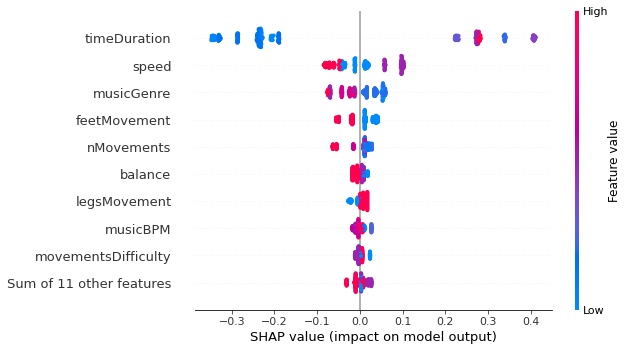 High
timeDuration
speed
musicGenre
feetMovement
nMovements
balance
legsMovement
musicBPM
movementsDifficulty
Sum of 11 other features
Feature value
Low
−0.3 −0.2 −0.1 0.0 0.1 0.2 0.3 0.4
SHAP value (impact on model output)